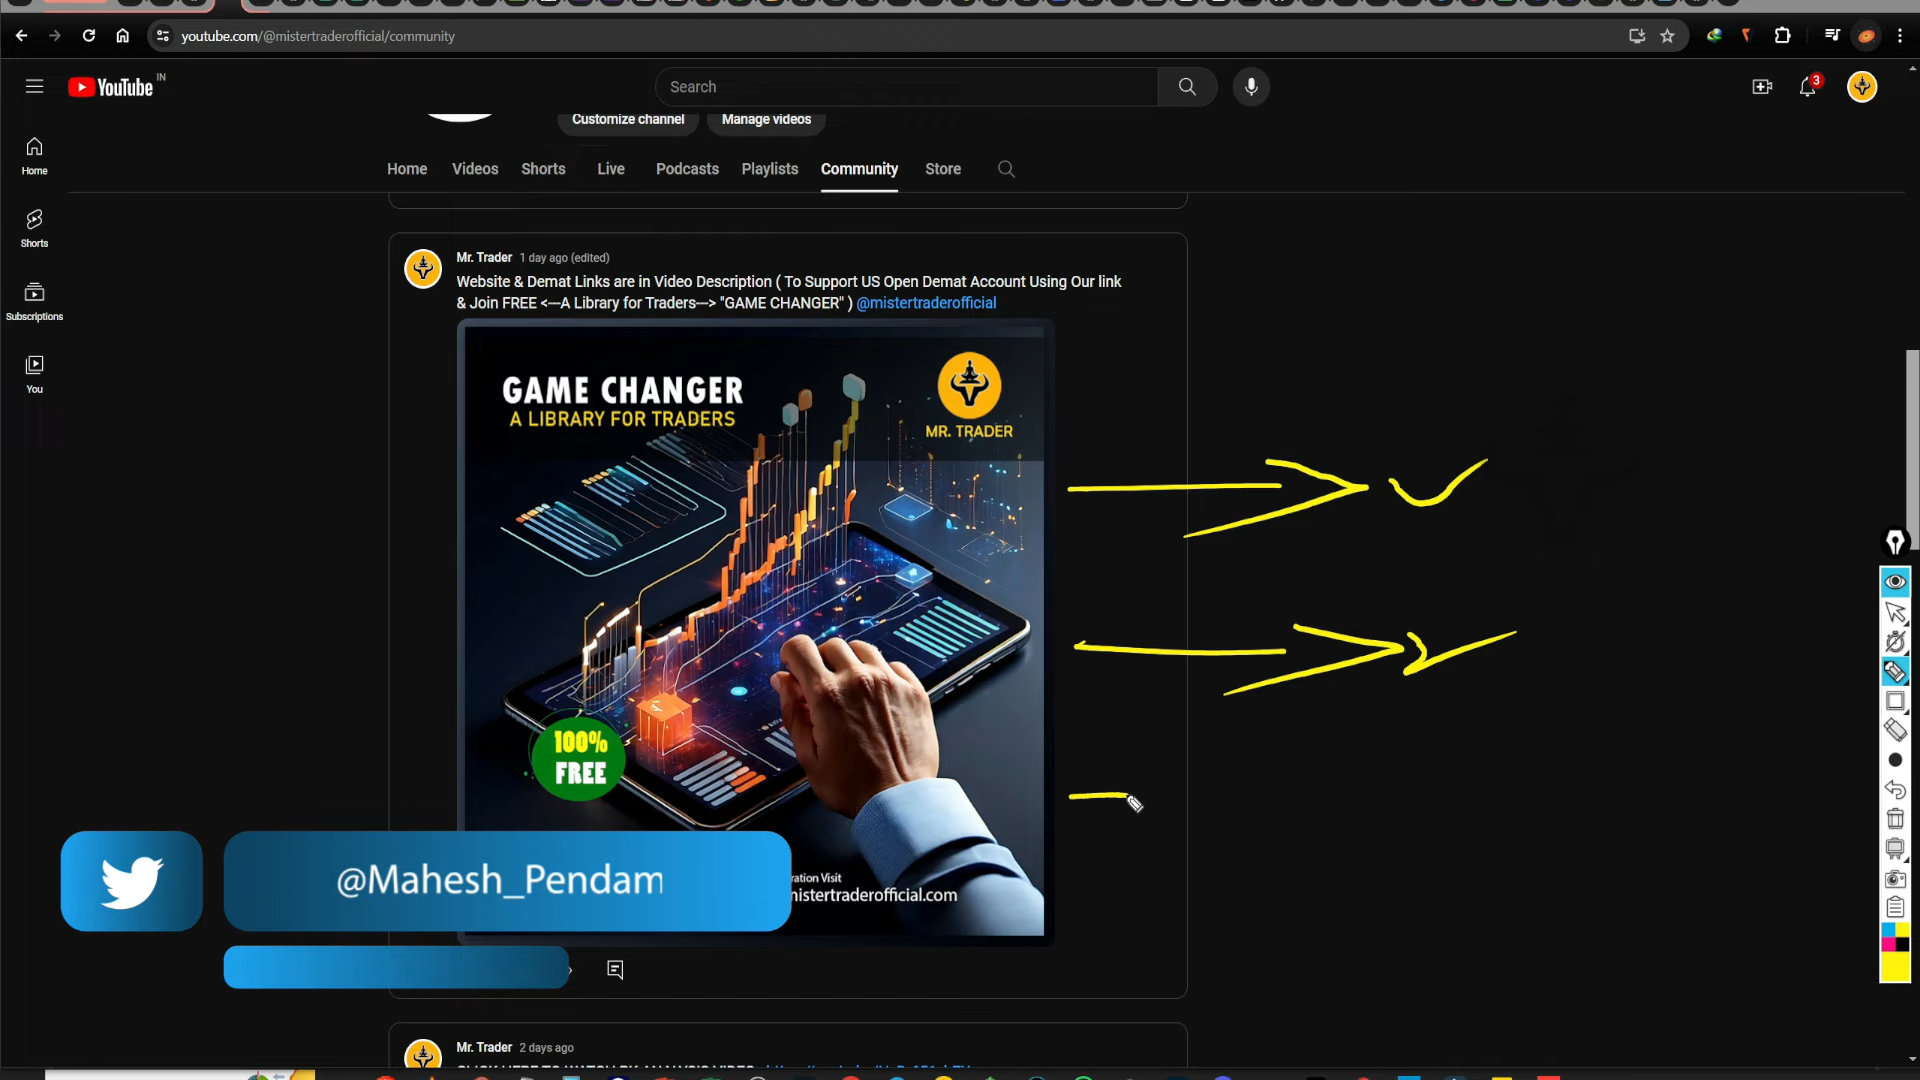 youtube.com/@mistertraderofficial/community
YouTube IN
Search
3
Customize channel
Manage videos
Home
Videos
Shorts
Live
Podcasts
Playlists
Community
Store
Home
Shorts
Subscriptions
You
Mr. Trader 1 day ago (edited)
Website & Demat Links are in Video Description ( To Support US Open Demat Account Using Our link
& Join FREE <---A Library for Traders---> "GAME CHANGER" ) @mistertraderofficial
GAME CHANGER
A LIBRARY FOR TRADERS
MR. TRADER
100%
FREE
ration Visit
nistertraderofficial.com
@Mahesh_Pendam
Mr. Trader 2 days ago